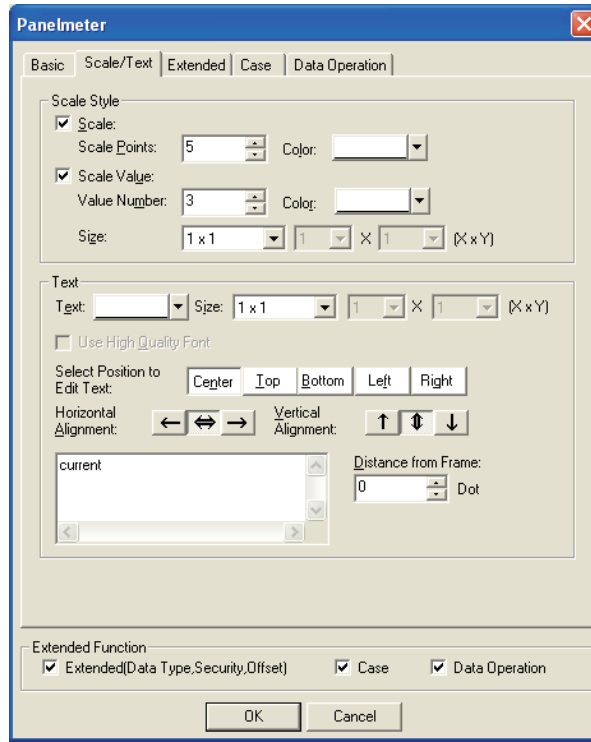 Panelmeter
Basic Scale/Text Extended Case Data Operation
Scale Style
Scale:
Scale Points: 5 Color:
Scale Value:
Value Number: 3 Color:
Size: 1 x 1 1 X 1 (X x Y)
Text
Text: Size: 1 x 1 1 X 1 (X x Y)
Use High Quality Font
Select Position to
Edit Text: Center Top Bottom Left Right
Horizontal
Alignment: ← ⇔ → Vertical
Alignment: ↑ ⇕ ↓
current
Distance from Frame:
0 Dot
Extended Function
Extended(Data Type,Security,Offset) Case Data Operation
OK Cancel